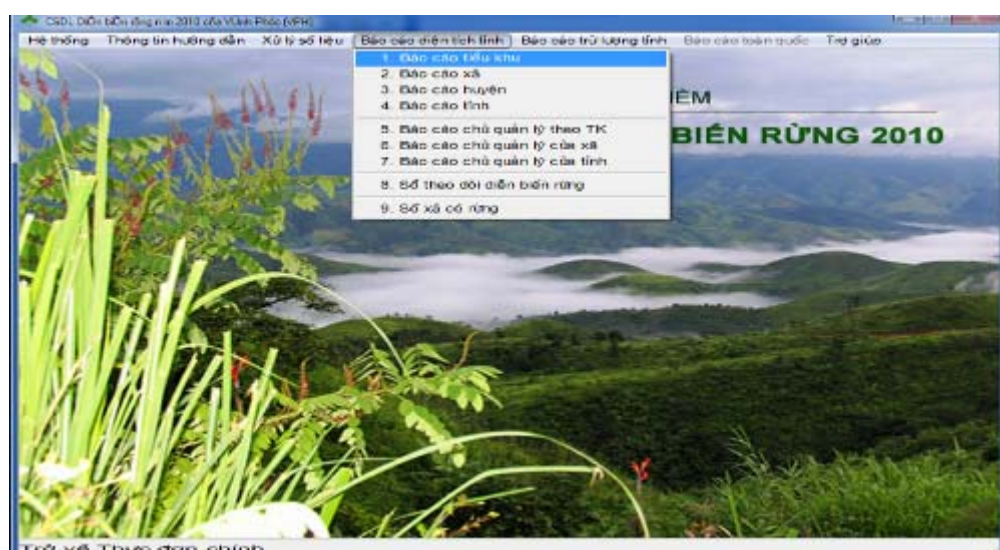 CSDL Diễn biến rừng năm 2010 của Vĩnh Phúc (VPH)
Hệ thống Thông tin hướng dẫn Xử lý số liệu Báo cáo diện tích tỉnh Báo cáo trữ lượng tỉnh Báo cáo toàn quốc Trợ giúp
1. Báo cáo tiểu khu
2. Báo cáo xã
3. Báo cáo huyện
4. Báo cáo tỉnh
5. Báo cáo chủ quản lý theo TK
6. Báo cáo chủ quản lý của xã
7. Báo cáo chủ quản lý của tỉnh
8. Sổ theo dõi diễn biến rừng
9. Số xã có rừng
IỂM
BIẾN RỪNG 2010
Trở về Thực đơn chính